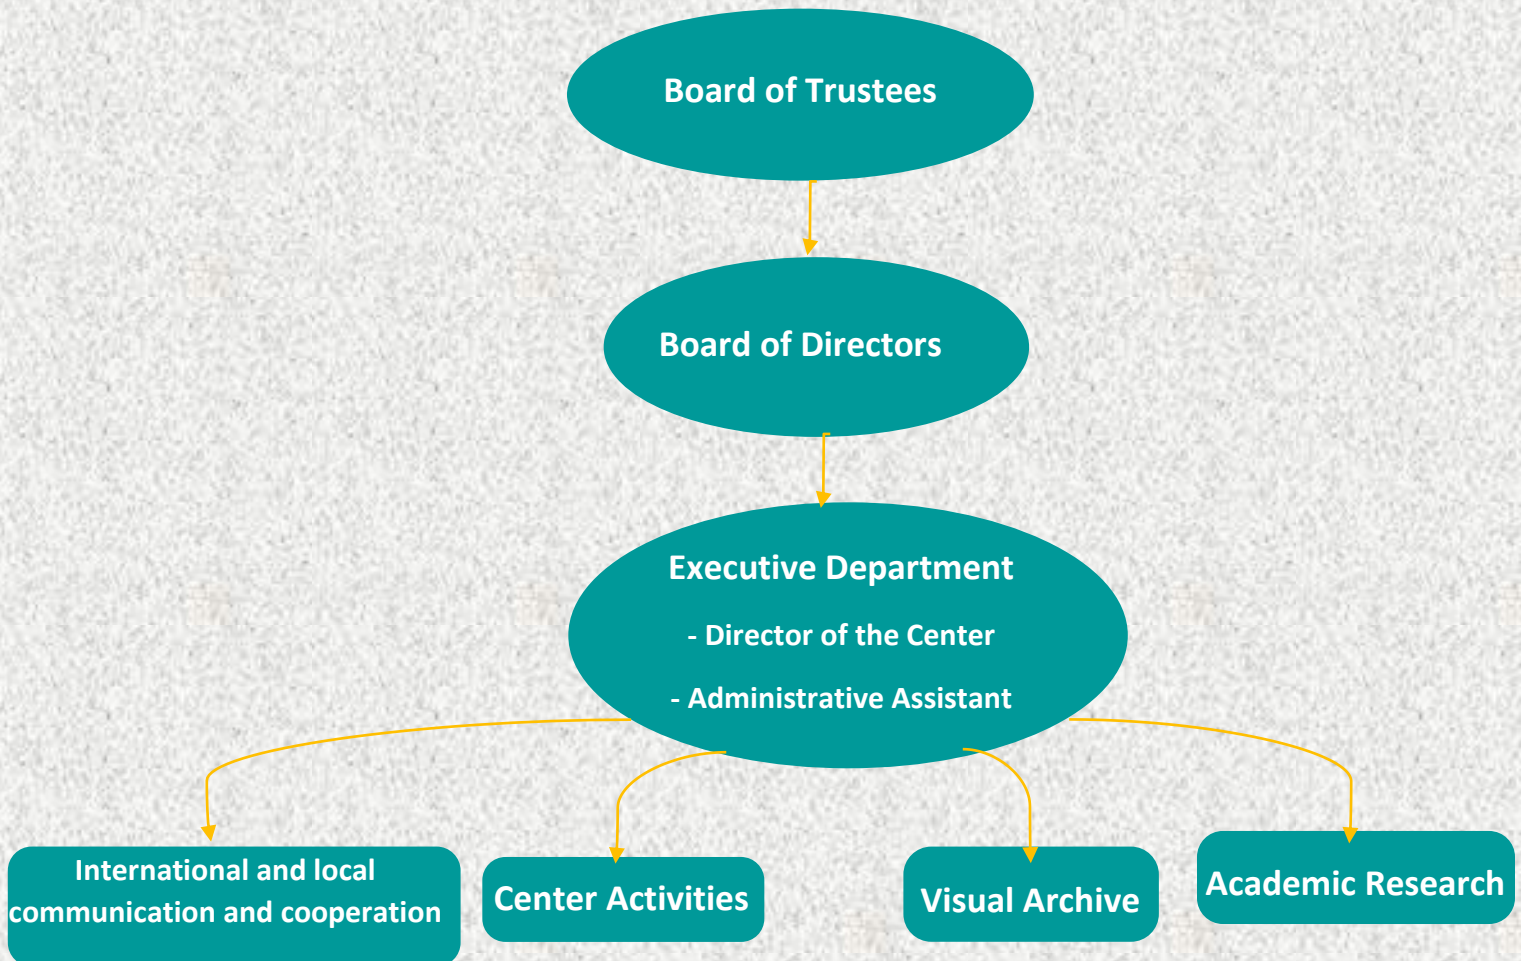 Board of Trustees
Board of Directors
Executive Department
- Director of the Center
- Administrative Assistant
International and local
communication and cooperation
Center Activities
Visual Archive
Academic Research